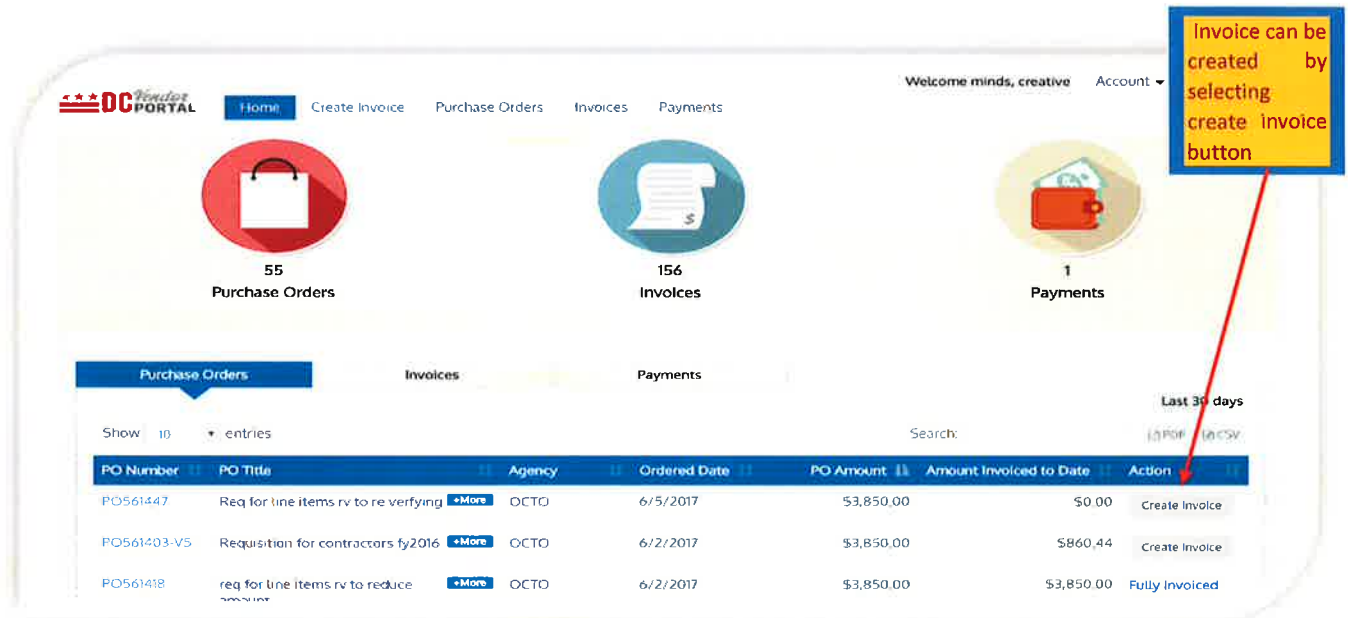 Invoice can be
created by
selecting
create invoice
button
Welcome minds, creative Account
DC Vendor PORTAL Home Create Invoice Purchase Orders Invoices Payments
$
55 156 1
Purchase Orders Invoices Payments
Purchase Orders Invoices Payments
Last 30 days
Show 10 entries Search: PDF CSV
PO Number PO Title Agency Ordered Date PO Amount Amount Invoiced to Date Action
PO561447 Req for line items rv to re verfying +More OCTO 6/5/2017 $3,850.00 $0.00 Create Invoice
PO561403-V5 Requisition for contractors fy2016 +More OCTO 6/2/2017 $3,850.00 $860.44 Create Invoice
PO561418 req for line items rv to reduce +More OCTO 6/2/2017 $3,850.00 $3,850.00 Fully Invoiced
amount